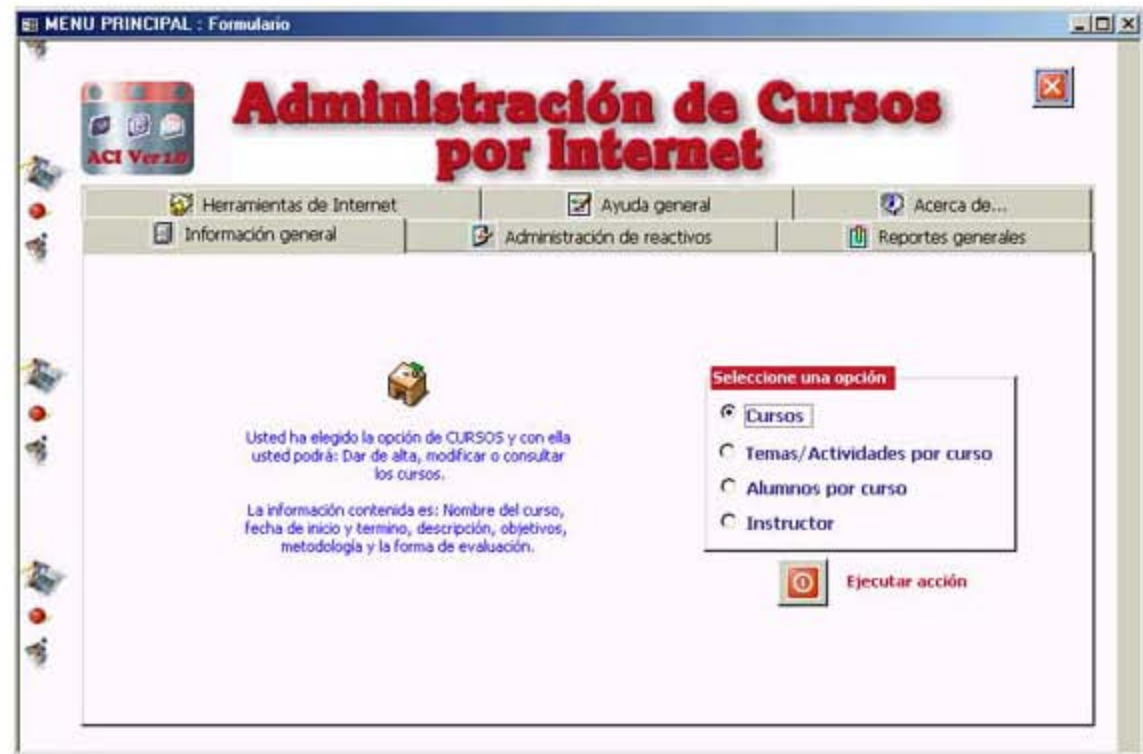 MENU PRINCIPAL : Formulario
Administración de Cursos
por Internet
ACI Ver 1.0
Herramientas de Internet
Ayuda general
Acerca de...
Información general
Administración de reactivos
Reportes generales
Usted ha elegido la opción de CURSOS y con ella
usted podrá: Dar de alta, modificar o consultar
los cursos.
La información contenida es: Nombre del curso,
fecha de inicio y termino, descripción, objetivos,
metodología y la forma de evaluación.
Seleccione una opción
Cursos
Temas/Actividades por curso
Alumnos por curso
Instructor
Ejecutar acción